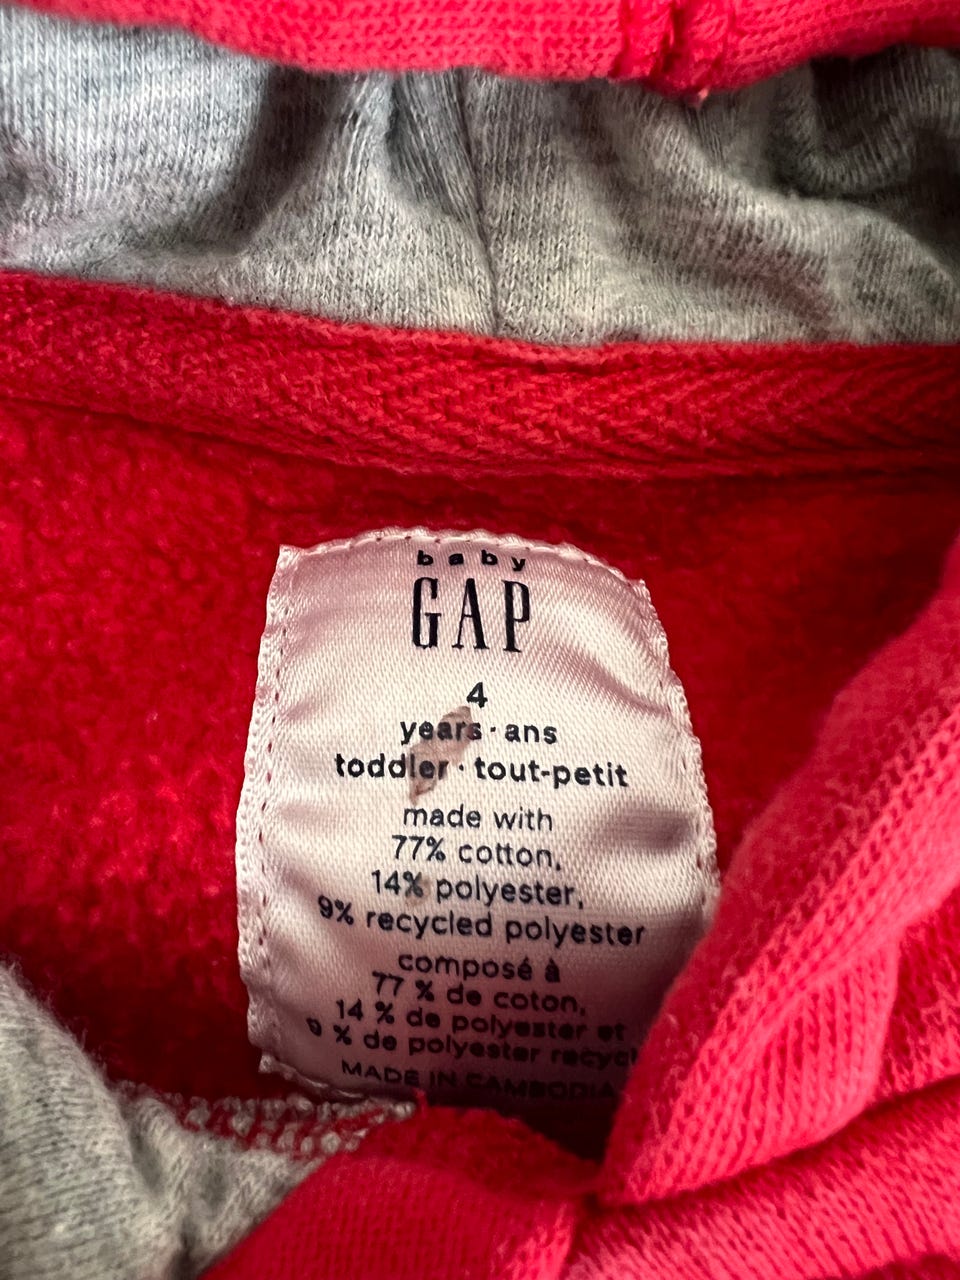 baby
GAP
4
years · ans
toddler · tout-petit
made with
77% cotton,
14% polyester,
9% recycled polyester
composé à
77 % de coton,
14 % de polyester et
9 % de polyester recycl
MADE IN CAMBODIA